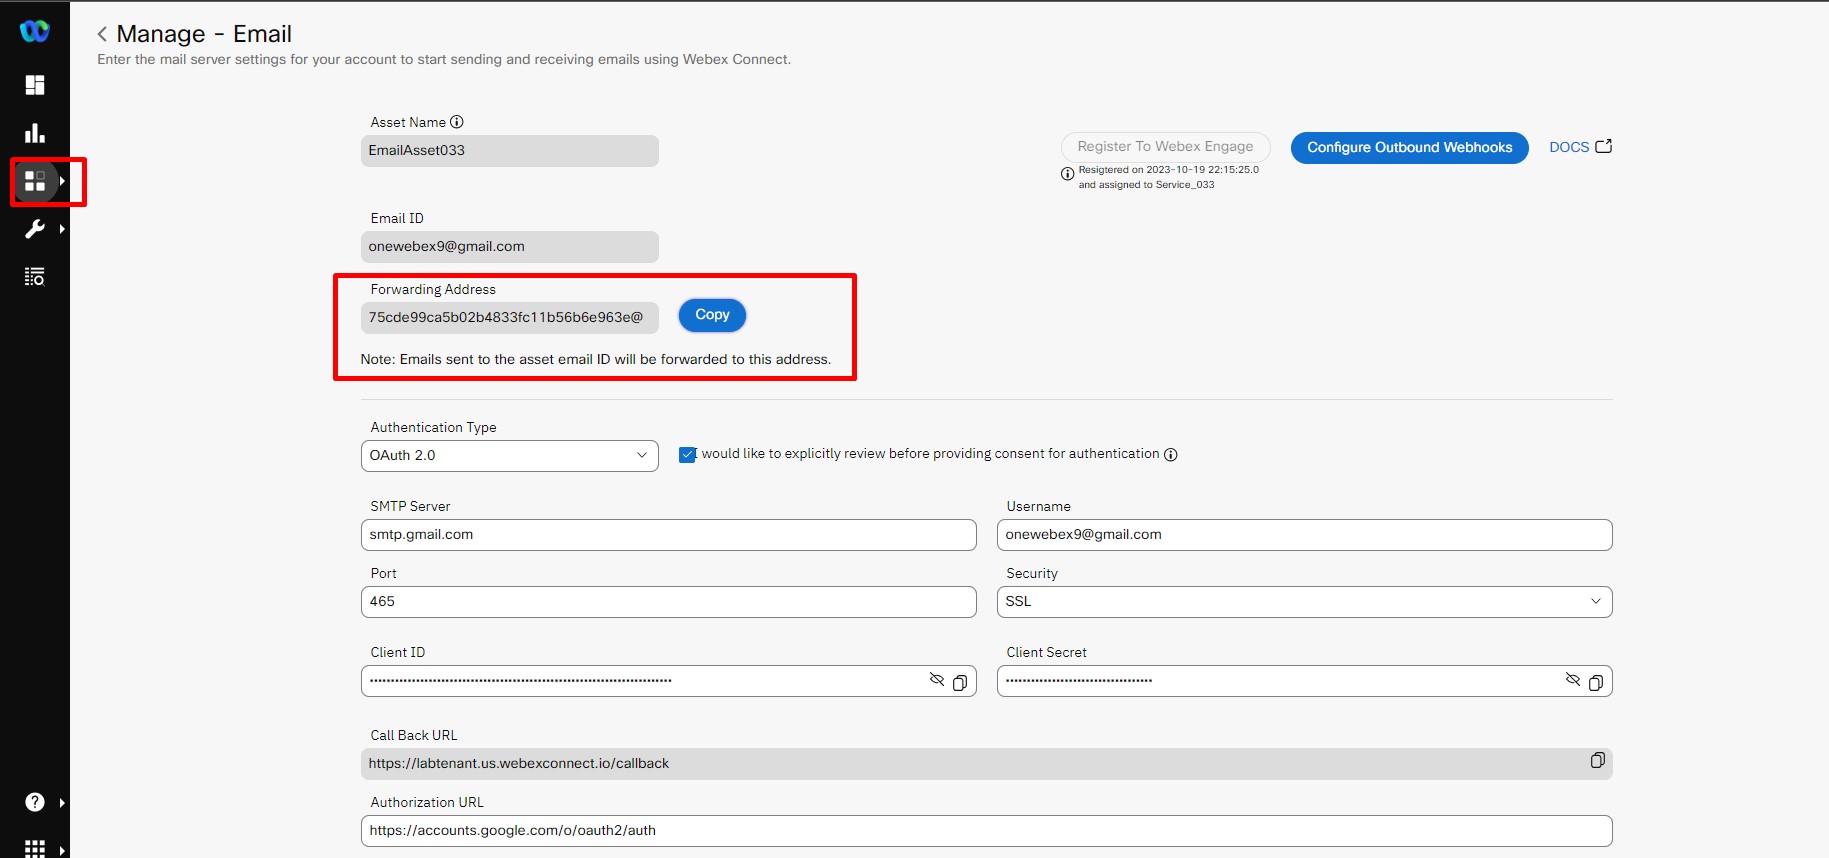 Manage - Email
Enter the mail server settings for your account to start sending and receiving emails using Webex Connect.
Asset Name
EmailAsset033
Register To Webex Engage
Configure Outbound Webhooks
DOCS
Resigtered on 2023-10-19 22:15:25.0
and assigned to Service_033
Email ID
onewebex9@gmail.com
Forwarding Address
75cde99ca5b02b4833fc11b56b6e963e@
Copy
Note: Emails sent to the asset email ID will be forwarded to this address.
Authentication Type
OAuth 2.0
I would like to explicitly review before providing consent for authentication
SMTP Server
Username
smtp.gmail.com
onewebex9@gmail.com
Port
Security
465
SSL
Client ID
Client Secret
Call Back URL
https://labtenant.us.webexconnect.io/callback
Authorization URL
https://accounts.google.com/o/oauth2/auth